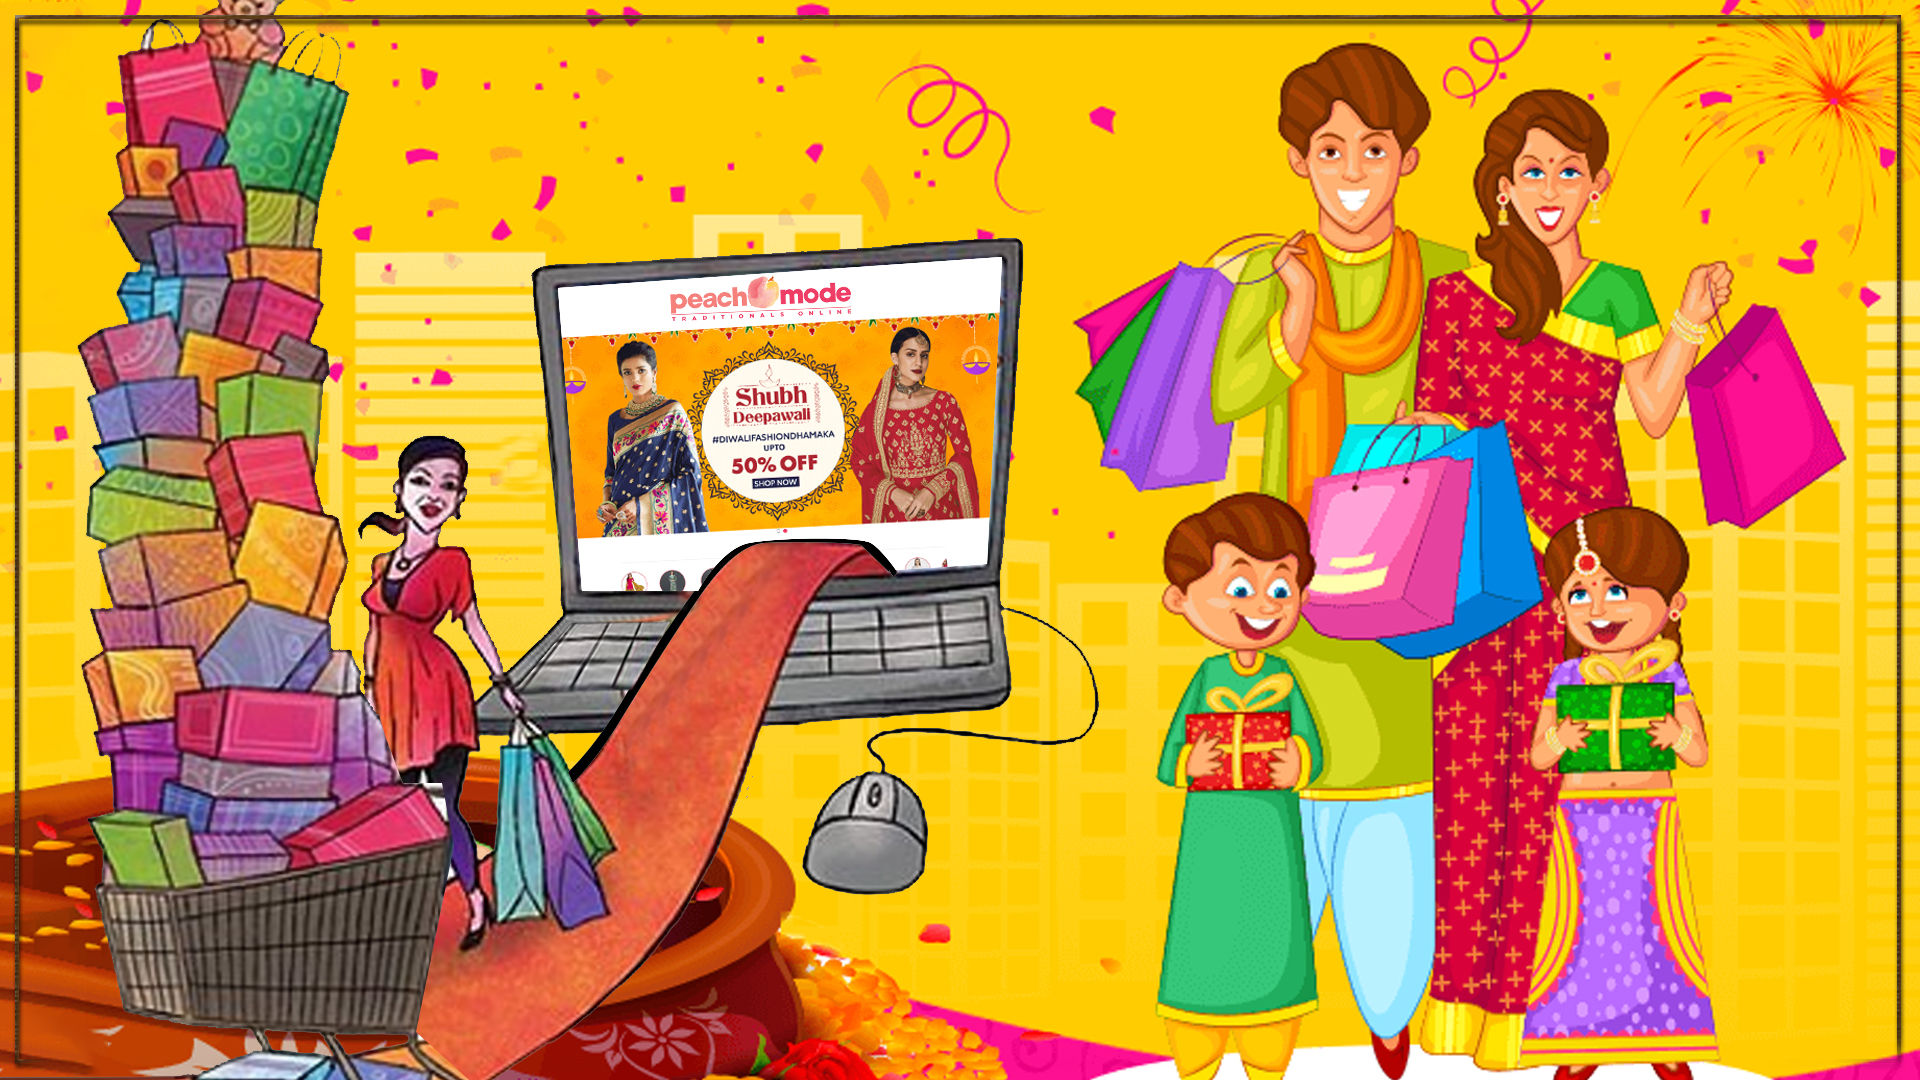 peach mode
TRADITIONALS ONLINE
Shubh
Deepawali
#DIWALIFASHIONDHAMAKA
UPTO
50% OFF
SHOP NOW